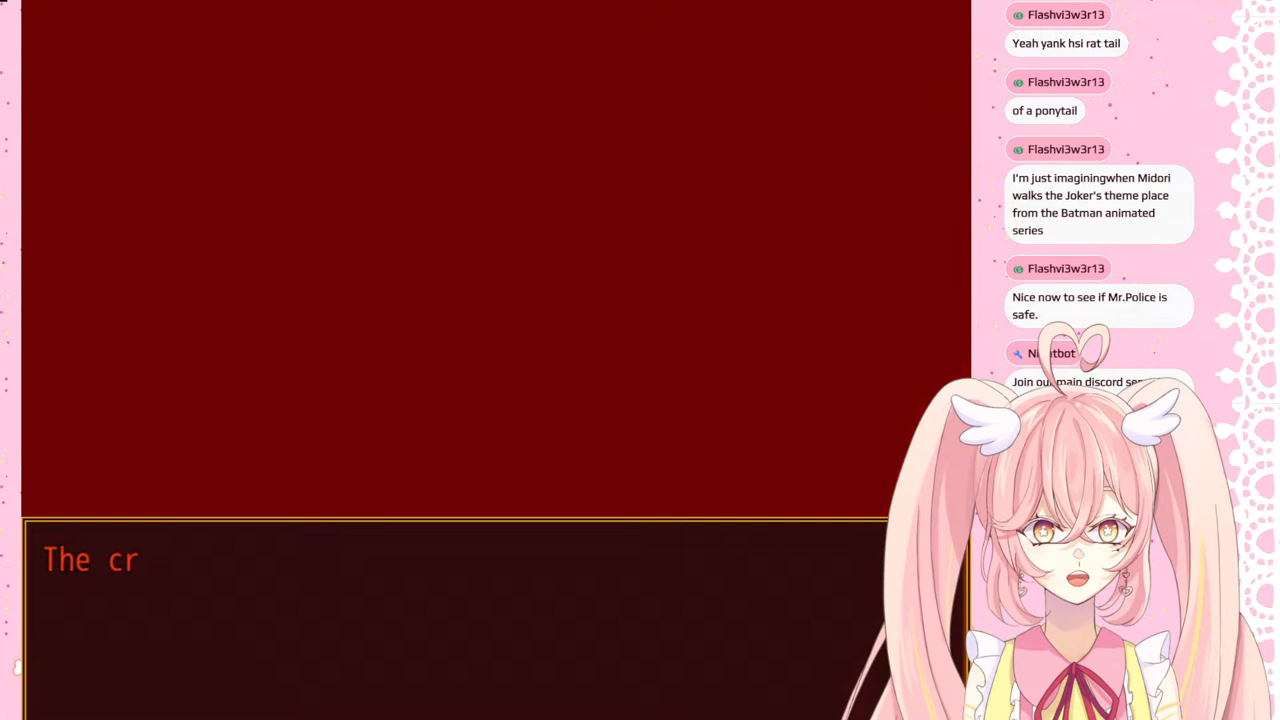 Flashvi3w3r13
Yeah yank hsi rat tail
Flashvi3w3r13
of a ponytail
Flashvi3w3r13
I'm just imaginingwhen Midori
walks the Joker's theme place
from the Batman animated
series
Flashvi3w3r13
Nice now to see if Mr.Police is
safe.
Join our main discord
The cr